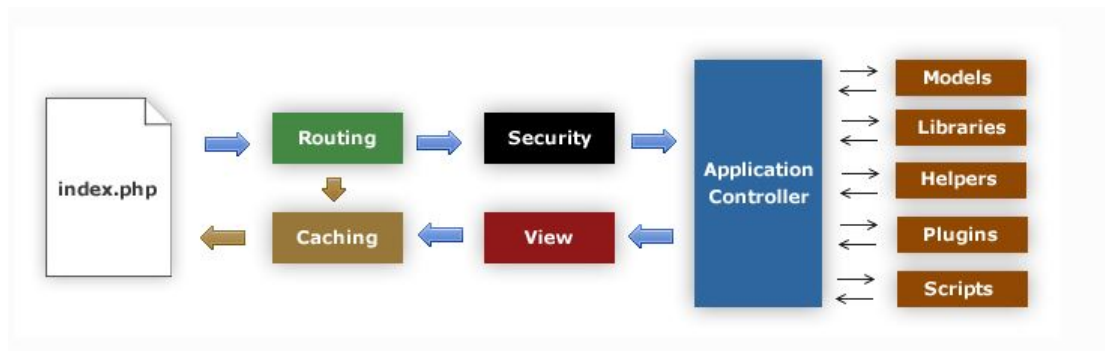 index.php
Routing
Security
Caching
View
Application
Controller
Models
Libraries
Helpers
Plugins
Scripts